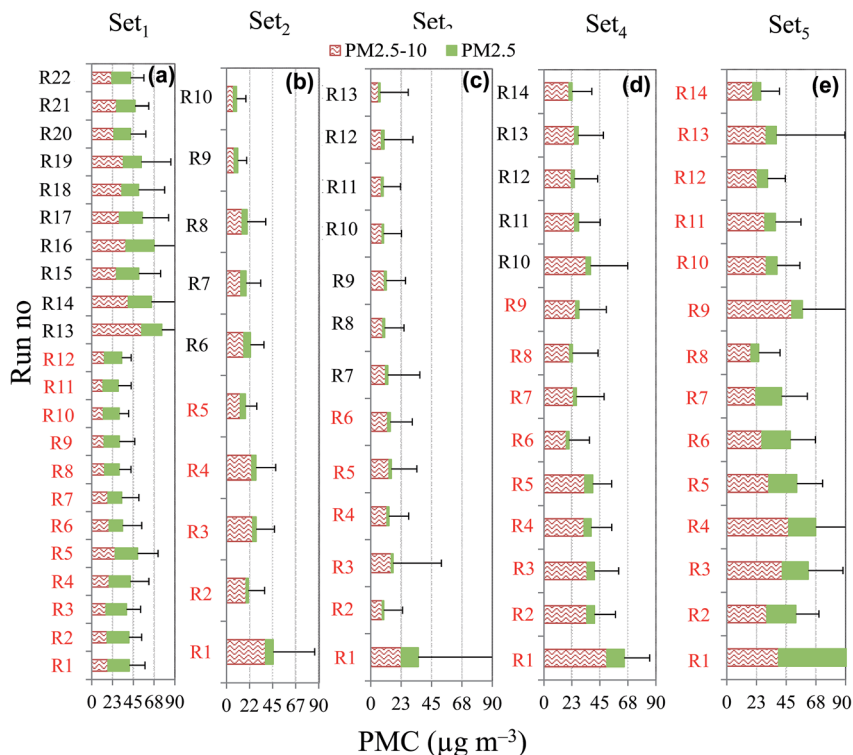 Set1 Set2 Set4 Set5
PM2.5-10 PM2.5
(a) (b) (c) (d) (e)
Run no
R22
R21
R20
R19
R18
R17
R16
R15
R14
R13
R12
R11
R10
R9
R8
R7
R6
R5
R4
R3
R2
R1
0 23 45 68 90
R10
R9
R8
R7
R6
R5
R4
R3
R2
R1
0 22 45 67 90
R13
R12
R11
R10
R9
R8
R7
R6
R5
R4
R3
R2
R1
0 23 45 68 90
R14
R13
R12
R11
R10
R9
R8
R7
R6
R5
R4
R3
R2
R1
0 23 45 68 90
R14
R13
R12
R11
R10
R9
R8
R7
R6
R5
R4
R3
R2
R1
0 23 45 68 90
PMC (µg m–3)